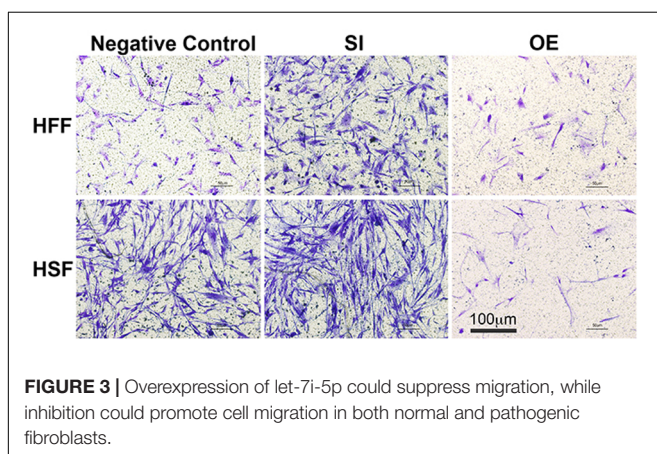 Negative Control SI OE
HFF
HSF
100µm
50µm
FIGURE 3 | Overexpression of let-7i-5p could suppress migration, while
inhibition could promote cell migration in both normal and pathogenic
fibroblasts.